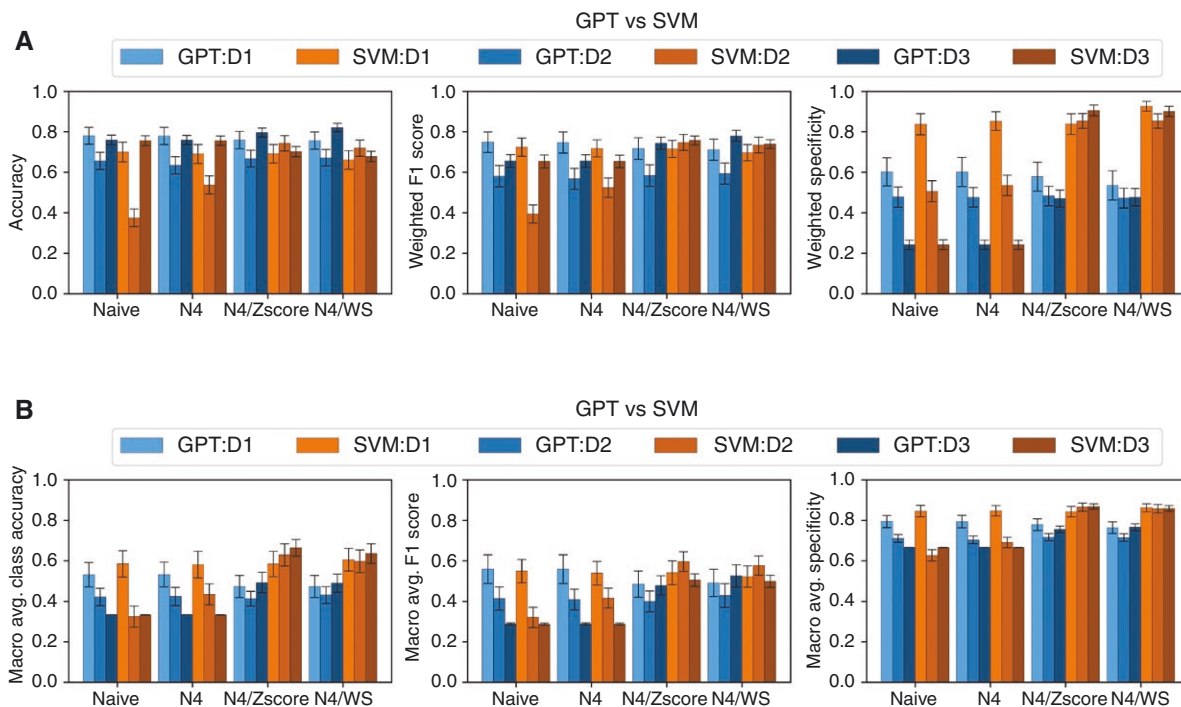 GPT vs SVM
A
GPT:D1 SVM:D1 GPT:D2 SVM:D2 GPT:D3 SVM:D3
Accuracy
1.0
0.8
0.6
0.4
0.2
0.0
Naive N4 N4/Zscore N4/WS
Weighted F1 score
1.0
0.8
0.6
0.4
0.2
0.0
Naive N4 N4/Zscore N4/WS
Weighted specificity
1.0
0.8
0.6
0.4
0.2
0.0
Naive N4 N4/Zscore N4/WS
B
GPT vs SVM
GPT:D1 SVM:D1 GPT:D2 SVM:D2 GPT:D3 SVM:D3
Macro avg. class accuracy
1.0
0.8
0.6
0.4
0.2
0.0
Naive N4 N4/Zscore N4/WS
Macro avg. F1 score
1.0
0.8
0.6
0.4
0.2
0.0
Naive N4 N4/Zscore N4/WS
Macro avg. specificity
1.0
0.8
0.6
0.4
0.2
0.0
Naive N4 N4/Zscore N4/WS